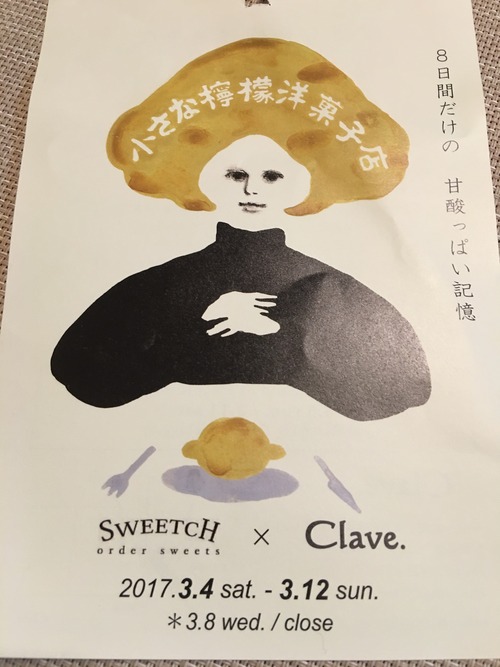 小さな檸檬洋菓子店
8日間だけの 甘酸っぱい記憶
SWEETCH × Clave.
order sweets
2017.3.4 sat. - 3.12 sun.
＊3.8 wed. / close